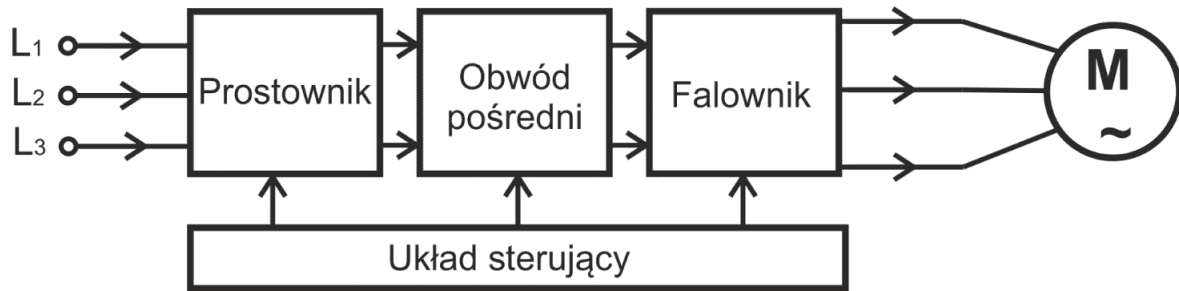 L1
L2
L3
Prostownik
Obwód
pośredni
Falownik
M
~
Układ sterujący